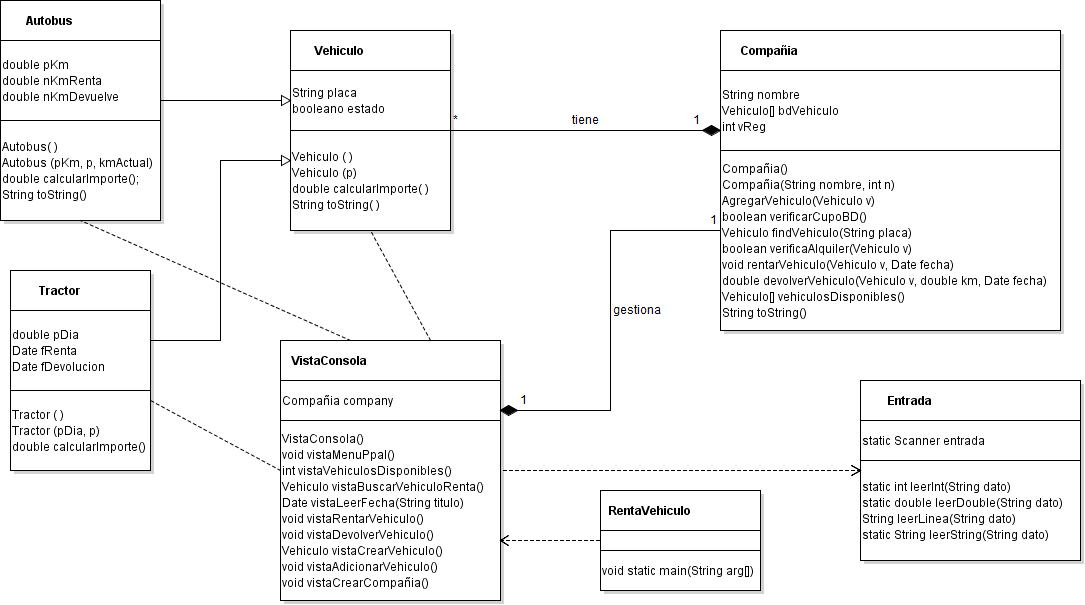 Autobus
double pKm
double nKmRenta
double nKmDevuelve
Autobus( )
Autobus (pKm, p, kmActual)
double calcularImporte();
String toString()
Vehiculo
String placa
booleano estado
Vehiculo ( )
Vehiculo (p)
double calcularImporte( )
String toString( )
*
tiene
1
Compañia
String nombre
Vehiculo[] bdVehiculo
int vReg
Compañia()
Compañia(String nombre, int n)
AgregarVehiculo(Vehiculo v)
boolean verificarCupoBD()
Vehiculo findVehiculo(String placa)
boolean verificaAlquiler(Vehiculo v)
void rentarVehiculo(Vehiculo v, Date fecha)
double devolverVehiculo(Vehiculo v, double km, Date fecha)
Vehiculo[] vehiculosDisponibles()
String toString()
1
gestiona
1
Tractor
double pDia
Date fRenta
Date fDevolucion
Tractor ( )
Tractor (pDia, p)
double calcularImporte()
VistaConsola
Compañia company
VistaConsola()
void vistaMenuPpal()
int vistaVehiculosDisponibles()
Vehiculo vistaBuscarVehiculoRenta()
Date vistaLeerFecha(String titulo)
void vistaRentarVehiculo()
void vistaDevolverVehiculo()
Vehiculo vistaCrearVehiculo()
void vistaAdicionarVehiculo()
void vistaCrearCompañia()
RentaVehiculo
void static main(String arg[])
Entrada
static Scanner entrada
static int leerInt(String dato)
static double leerDouble(String dato)
String leerLinea(String dato)
static String leerString(String dato)